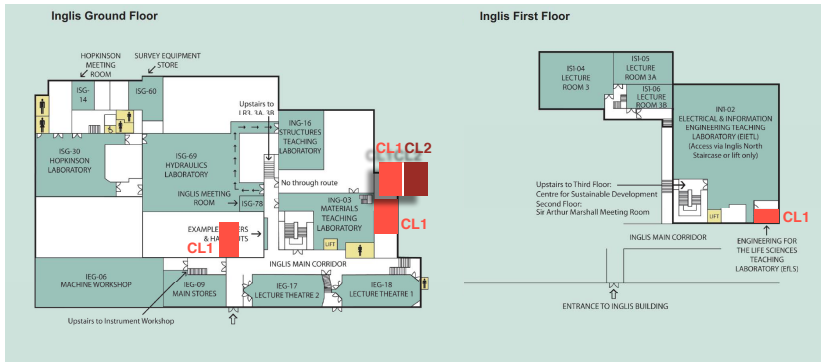 Inglis Ground Floor
HOPKINSON
MEETING
ROOM
SURVEY EQUIPMENT
STORE
ISG-
14
ISG-60
Upstairs to
ING-16
STRUCTURES
TEACHING
LABORATORY
CL1
CL2
ISG-30
HOPKINSON
LABORATORY
ISG-69
HYDRAULICS
LABORATORY
No through route
INGLIS MEETING
ROOM
ISG-78
ING-03
MATERIALS
TEACHING
LABORATORY
CL1
CL1
LIFT
INGLIS MAIN CORRIDOR
IEG-06
MACHINE WORKSHOP
IEG-09
MAIN STORES
IEG-17
LECTURE THEATRE 2
IEG-18
LECTURE THEATRE 1
Upstairs to Instrument Workshop
Inglis First Floor
IS1-04
LECTURE
ROOM 3
IS1-05
LECTURE
ROOM 3A
IS1-06
LECTURE
ROOM 3B
IN1-02
ELECTRICAL & INFORMATION
ENGINEERING TEACHING
LABORATORY (EIETL)
(Access via Inglis North
Staircase or lift only)
Upstairs to Third Floor:
Centre for Sustainable Development
Second Floor:
Sir Arthur Marshall Meeting Room
LIFT
CL1
INGLIS MAIN CORRIDOR
ENGINEERING FOR
THE LIFE SCIENCES
TEACHING
LABORATORY (EfLS)
ENTRANCE TO INGLIS BUILDING